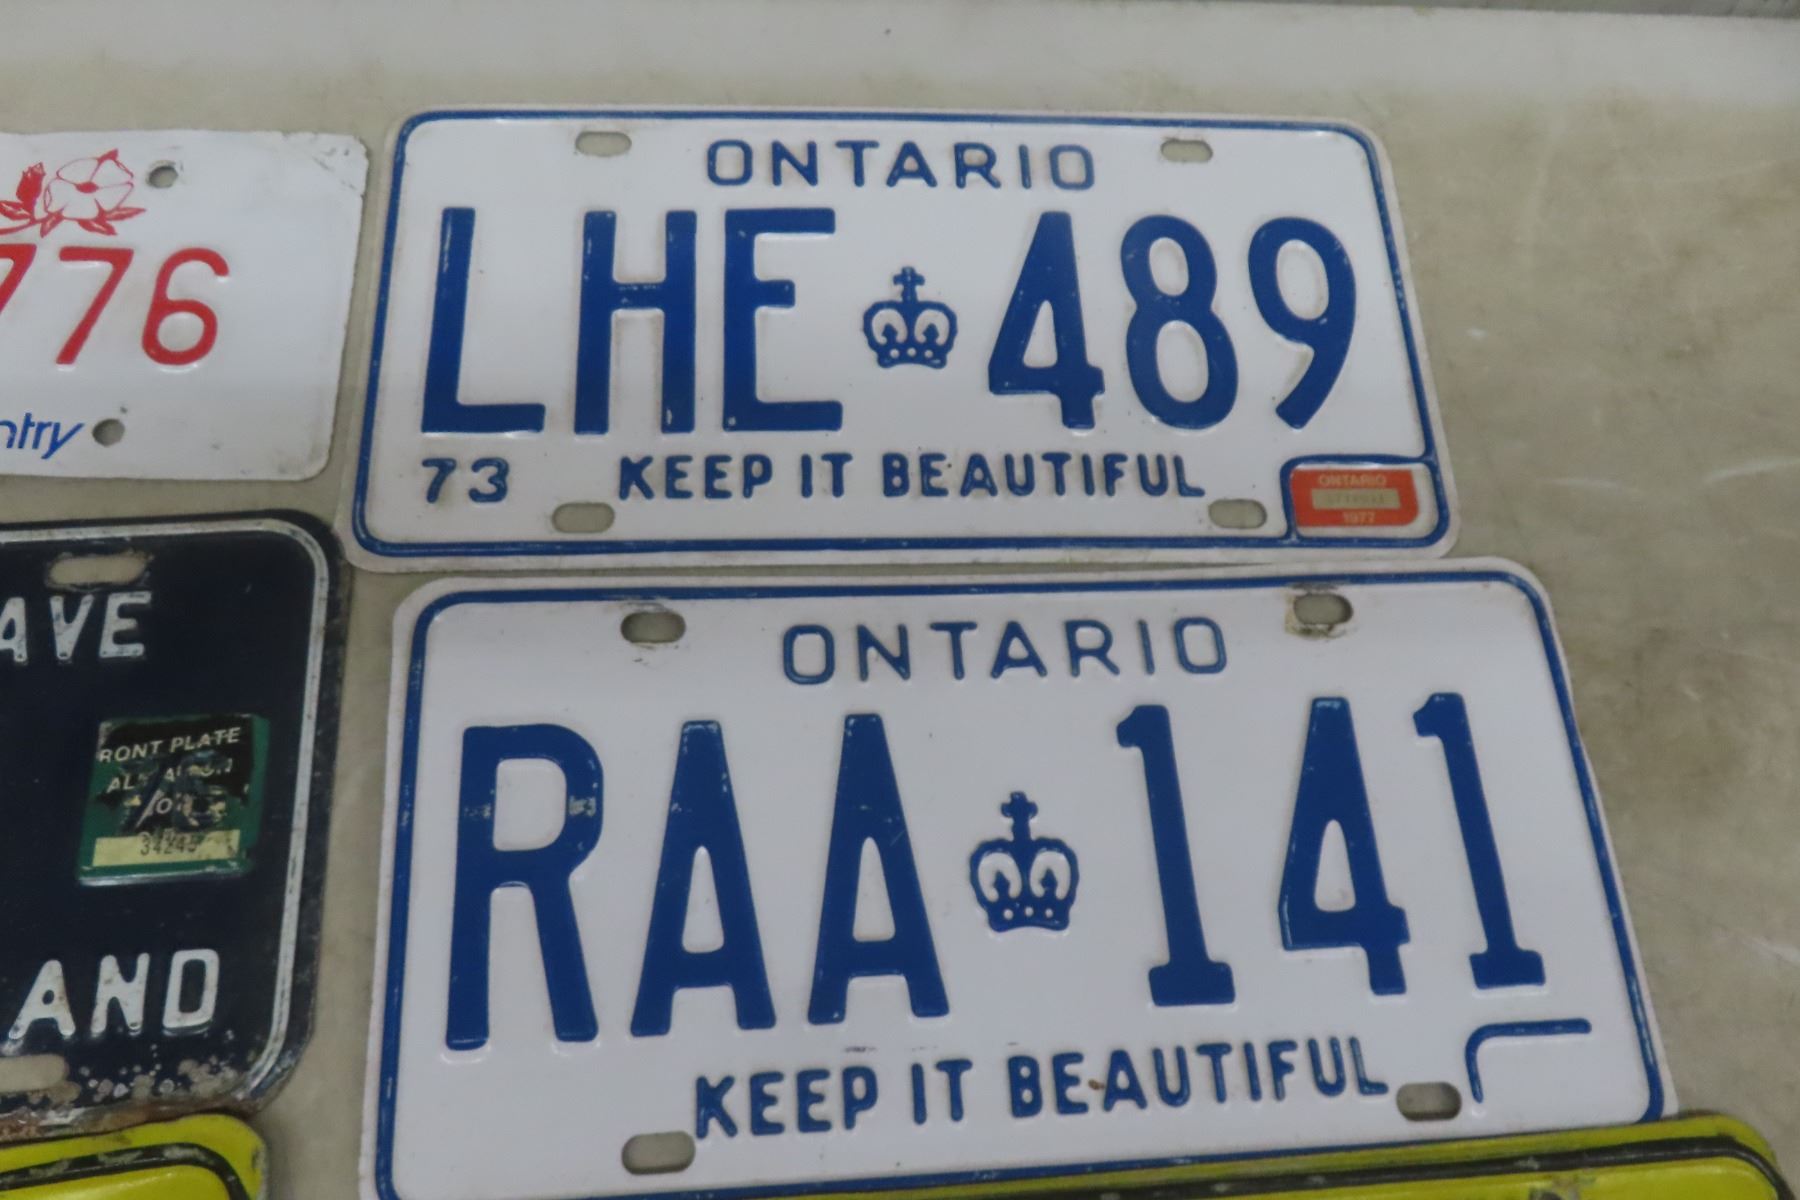 776
ntry
ONTARIO
LHE 489
73 KEEP IT BEAUTIFUL
ONTARIO
1977
AVE
RONT PLATE
34245
AND
ONTARIO
RAA 141
KEEP IT BEAUTIFUL